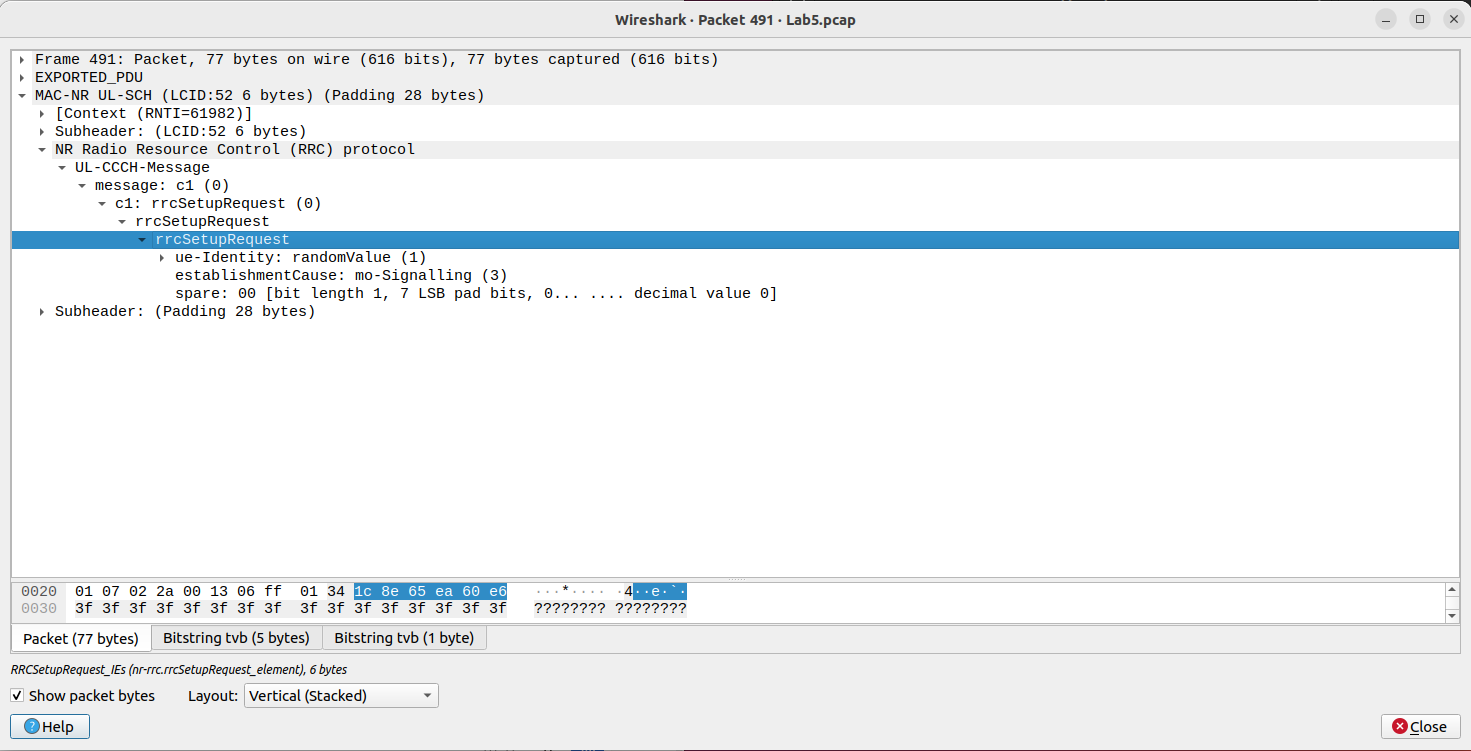 Wireshark · Packet 491 · Lab5.pcap
Frame 491: Packet, 77 bytes on wire (616 bits), 77 bytes captured (616 bits)
EXPORTED_PDU
MAC-NR UL-SCH (LCID:52 6 bytes) (Padding 28 bytes)
[Context (RNTI=61982)]
Subheader: (LCID:52 6 bytes)
NR Radio Resource Control (RRC) protocol
UL-CCCH-Message
message: c1 (0)
c1: rrcSetupRequest (0)
rrcSetupRequest
rrcSetupRequest
ue-Identity: randomValue (1)
establishmentCause: mo-Signalling (3)
spare: 00 [bit length 1, 7 LSB pad bits, 0... .... decimal value 0]
Subheader: (Padding 28 bytes)
0020 01 07 02 2a 00 13 06 ff 01 34 1c 8e 65 ea 60 e6 ···*···· ·4··e·`·
0030 3f 3f 3f 3f 3f 3f 3f 3f 3f 3f 3f 3f 3f 3f 3f 3f ???????? ????????
Packet (77 bytes) Bitstring tvb (5 bytes) Bitstring tvb (1 byte)
RRCSetupRequest_IEs (nr-rrc.rrcSetupRequest_element), 6 bytes
Show packet bytes Layout: Vertical (Stacked)
Help Close